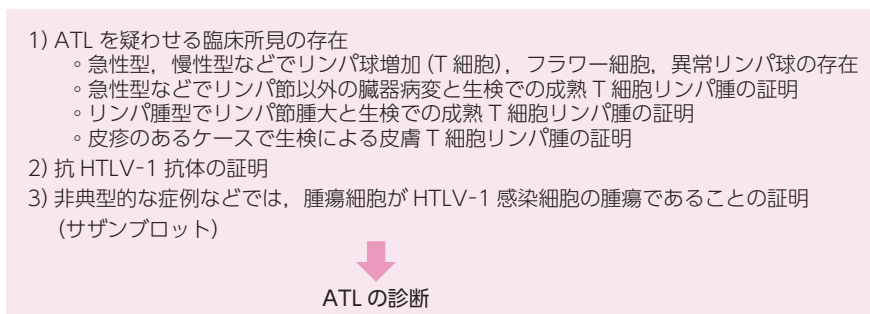 1) ATL を疑わせる臨床所見の存在
◦急性型，慢性型などでリンパ球増加（T 細胞），フラワー細胞，異常リンパ球の存在
◦急性型などでリンパ節以外の臓器病変と生検での成熟 T 細胞リンパ腫の証明
◦リンパ腫型でリンパ節腫大と生検での成熟 T 細胞リンパ腫の証明
◦皮疹のあるケースで生検による皮膚 T 細胞リンパ腫の証明
2) 抗 HTLV-1 抗体の証明
3) 非典型的な症例などでは，腫瘍細胞が HTLV-1 感染細胞の腫瘍であることの証明
（サザンブロット）
ATL の診断